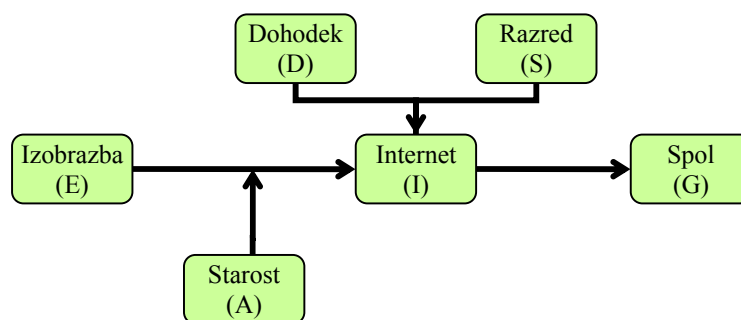 Dohodek
(D)
Razred
(S)
Izobrazba
(E)
Internet
(I)
Spol
(G)
Starost
(A)